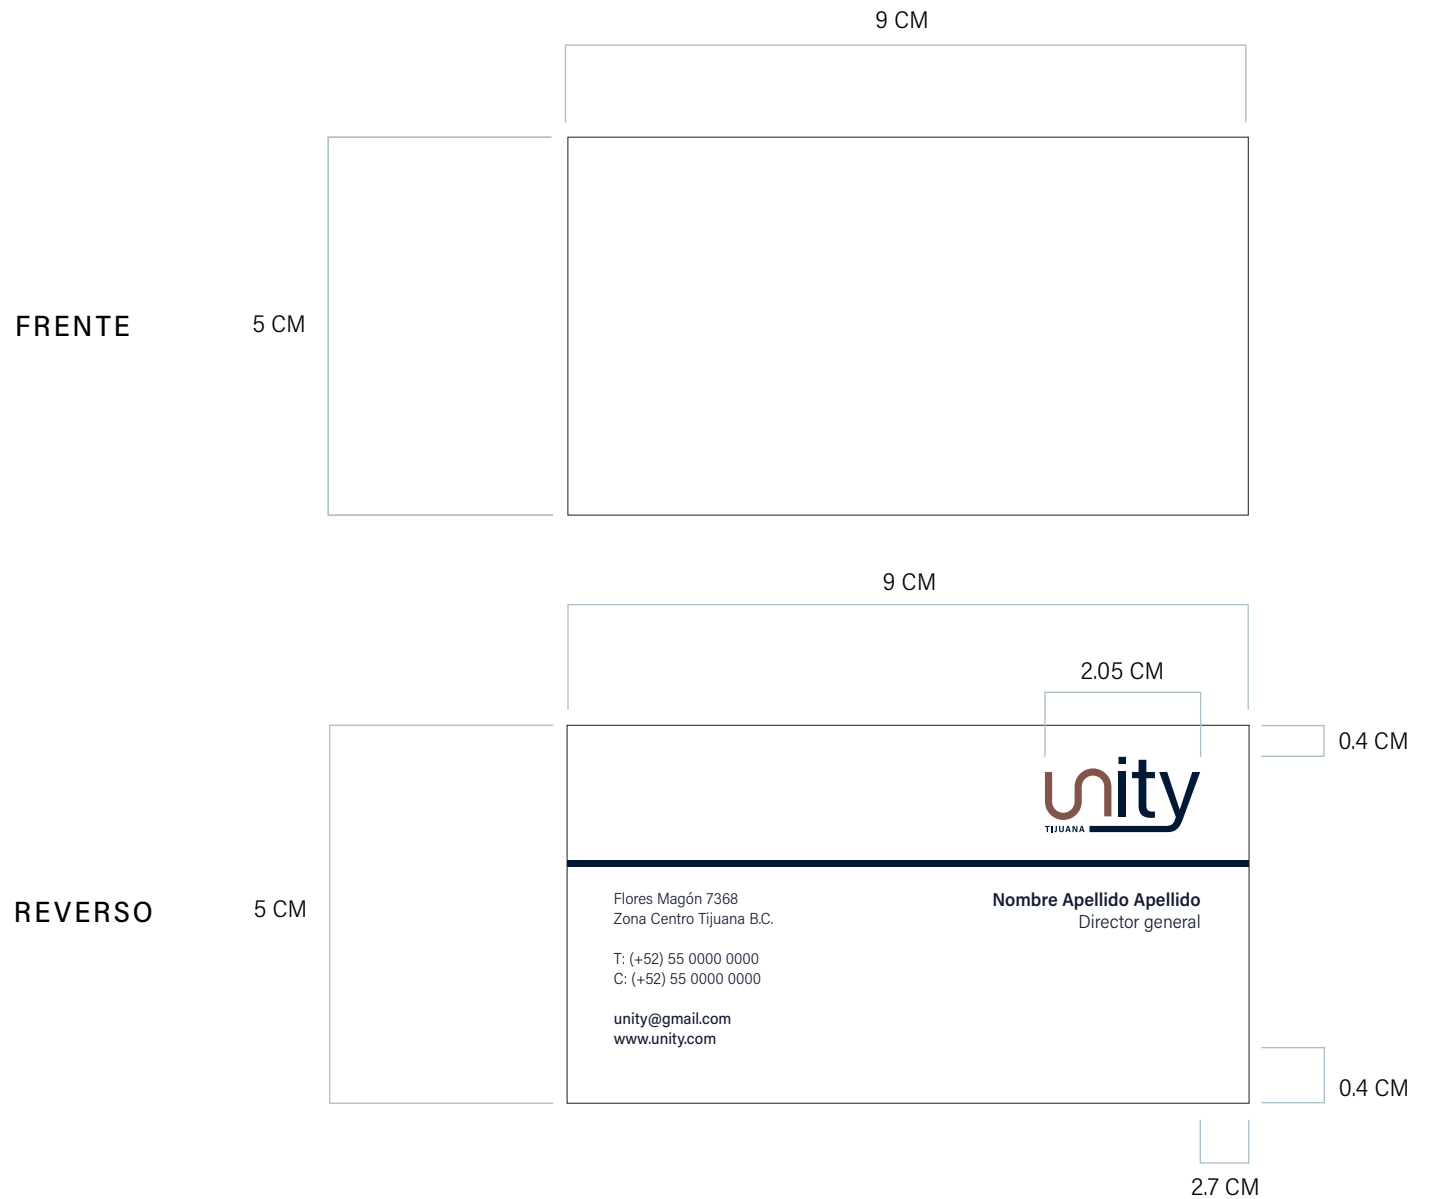 9 CM
FRENTE
5 CM
9 CM
2.05 CM
0.4 CM
unity
TIJUANA
REVERSO
5 CM
Flores Magón 7368
Zona Centro Tijuana B.C.
T: (+52) 55 0000 0000
C: (+52) 55 0000 0000
unity@gmail.com
www.unity.com
Nombre Apellido Apellido
Director general
0.4 CM
2.7 CM